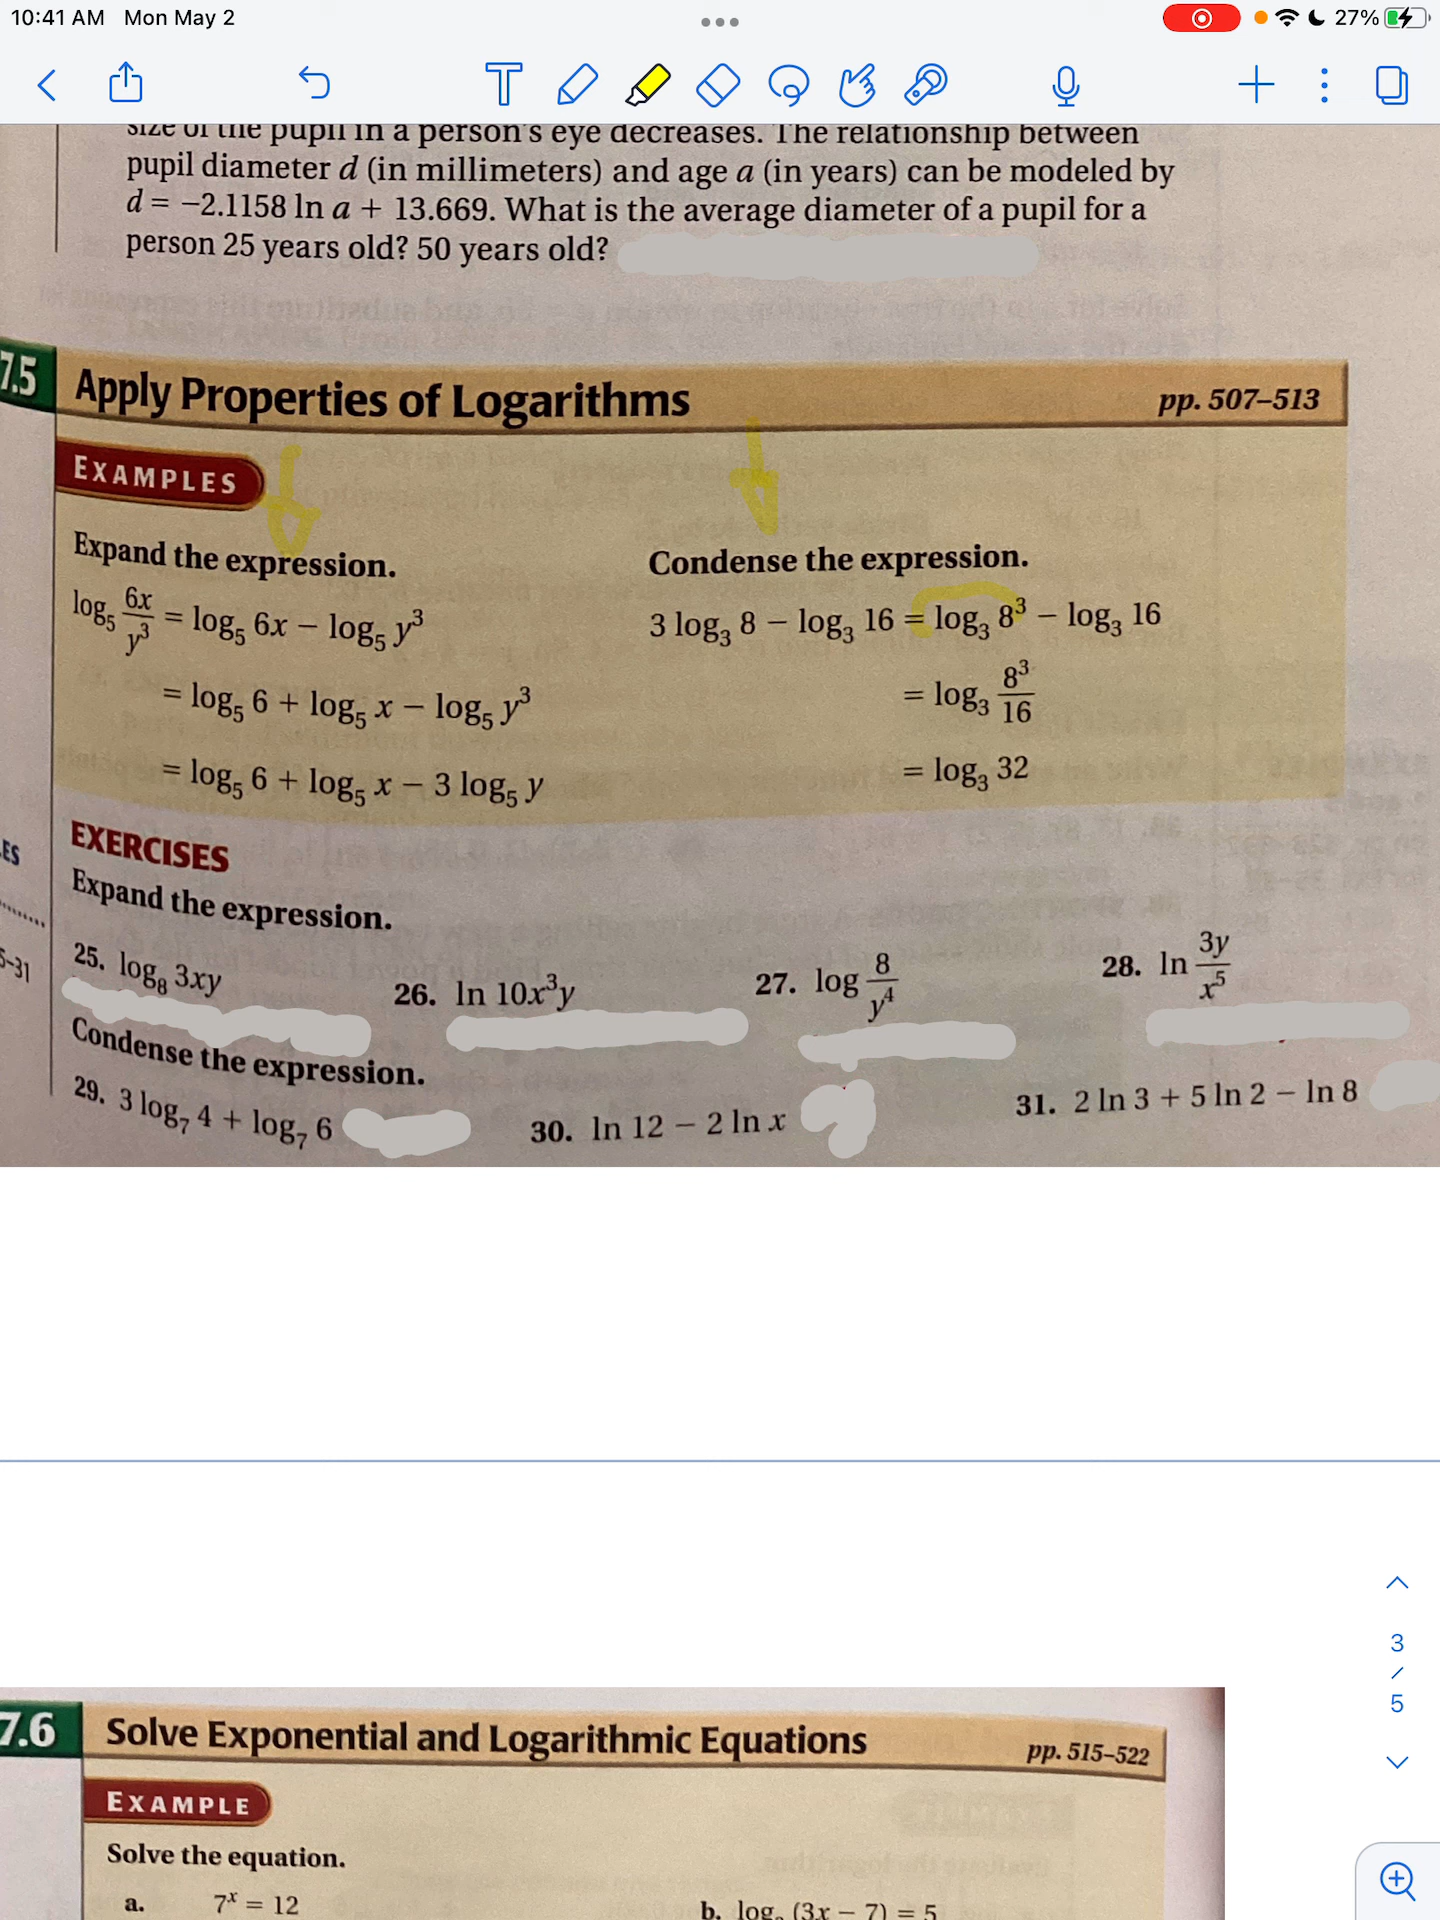 10:41 AM Mon May 2
27%
size of the pupil in a person's eye decreases. The relationship between
pupil diameter d (in millimeters) and age a (in years) can be modeled by
d = −2.1158 ln a + 13.669. What is the average diameter of a pupil for a
person 25 years old? 50 years old?
7.5 Apply Properties of Logarithms pp. 507–513
EXAMPLES
Expand the expression.
log₅ 6x/y³ = log₅ 6x − log₅ y³
= log₅ 6 + log₅ x − log₅ y³
= log₅ 6 + log₅ x − 3 log₅ y
Condense the expression.
3 log₃ 8 − log₃ 16 = log₃ 8³ − log₃ 16
= log₃ 8³/16
= log₃ 32
ES
5–31
EXERCISES
Expand the expression.
25. log₈ 3xy 26. ln 10x³y 27. log 8/y⁴ 28. ln 3y/x⁵
Condense the expression.
29. 3 log₇ 4 + log₇ 6 30. ln 12 − 2 ln x 31. 2 ln 3 + 5 ln 2 − ln 8
3
/
5
7.6 Solve Exponential and Logarithmic Equations pp. 515–522
EXAMPLE
Solve the equation.
a. 7ˣ = 12 b. log (3x − 7) = 5